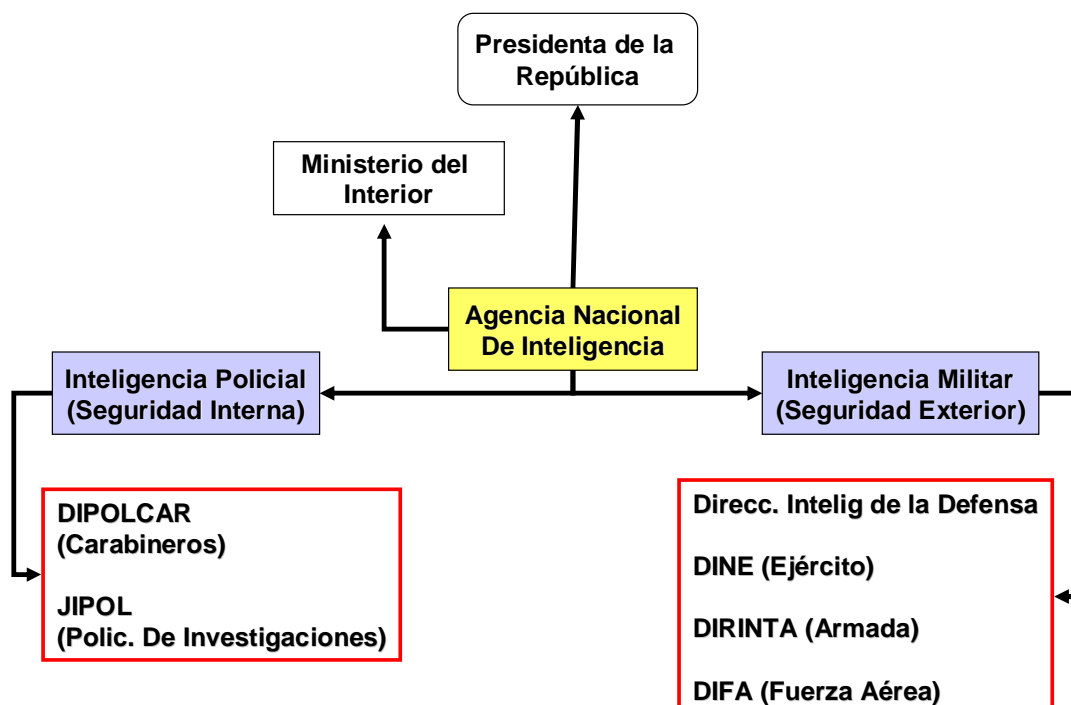 Presidenta de la
República
Ministerio del
Interior
Agencia Nacional
De Inteligencia
Inteligencia Policial
(Seguridad Interna)
Inteligencia Militar
(Seguridad Exterior)
DIPOLCAR
(Carabineros)
JIPOL
(Polic. De Investigaciones)
Direcc. Intelig de la Defensa
DINE (Ejército)
DIRINTA (Armada)
DIFA (Fuerza Aérea)